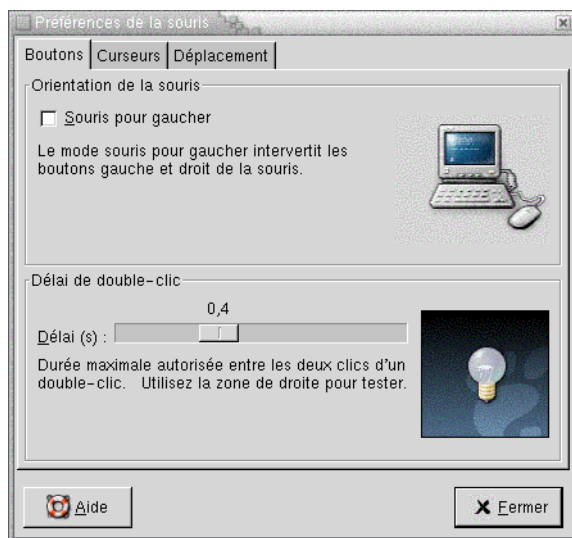 Préférences de la souris
Boutons Curseurs Déplacement
Orientation de la souris
Souris pour gaucher
Le mode souris pour gaucher intervertit les
boutons gauche et droit de la souris.
Délai de double-clic
0,4
Délai (s) :
Durée maximale autorisée entre les deux clics d'un
double-clic. Utilisez la zone de droite pour tester.
Aide Fermer